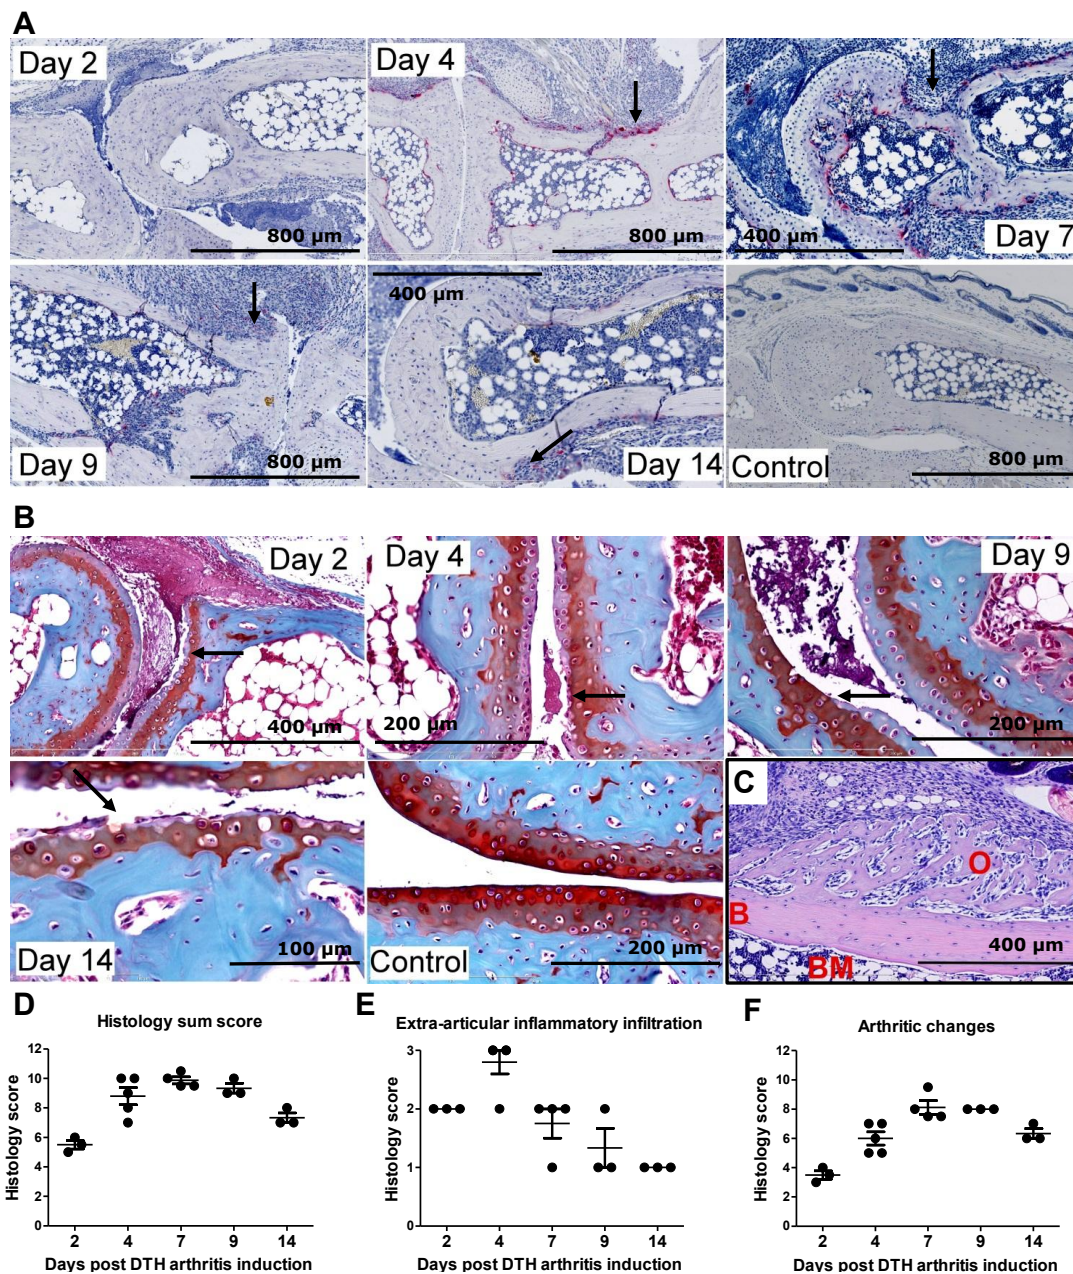 A
Day 2
800 µm
Day 4
800 µm
400 µm
Day 7
Day 9
800 µm
400 µm
Day 14
Control
800 µm
B
Day 2
400 µm
Day 4
200 µm
Day 9
200 µm
Day 14
100 µm
Control
200 µm
C
O
B
BM
400 µm
D
Histology sum score
Histology score
12
10
8
6
4
2
0
2 4 7 9 14
Days post DTH arthritis induction
E
Extra-articular inflammatory infiltration
Histology score
3
2
1
0
2 4 7 9 14
Days post DTH arthritis induction
F
Arthritic changes
Histology score
12
10
8
6
4
2
0
2 4 7 9 14
Days post DTH arthritis induction